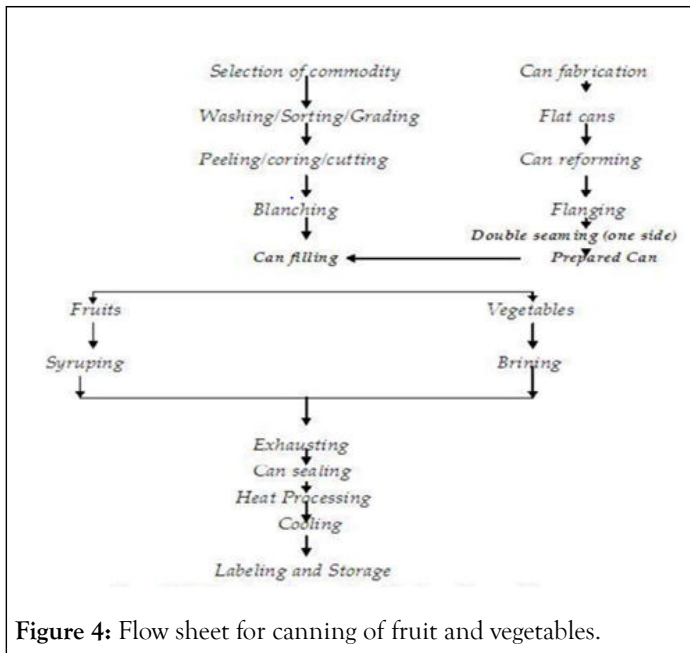 Selection of commodity Can fabrication
Washing/Sorting/Grading Flat cans
Peeling/coring/cutting Can reforming
Blanching Flanging
Double seaming (one side)
Can filling Prepared Can
Fruits Vegetables
Syruping Brining
Exhausting
Can sealing
Heat Processing
Cooling
Labeling and Storage
Figure 4: Flow sheet for canning of fruit and vegetables.